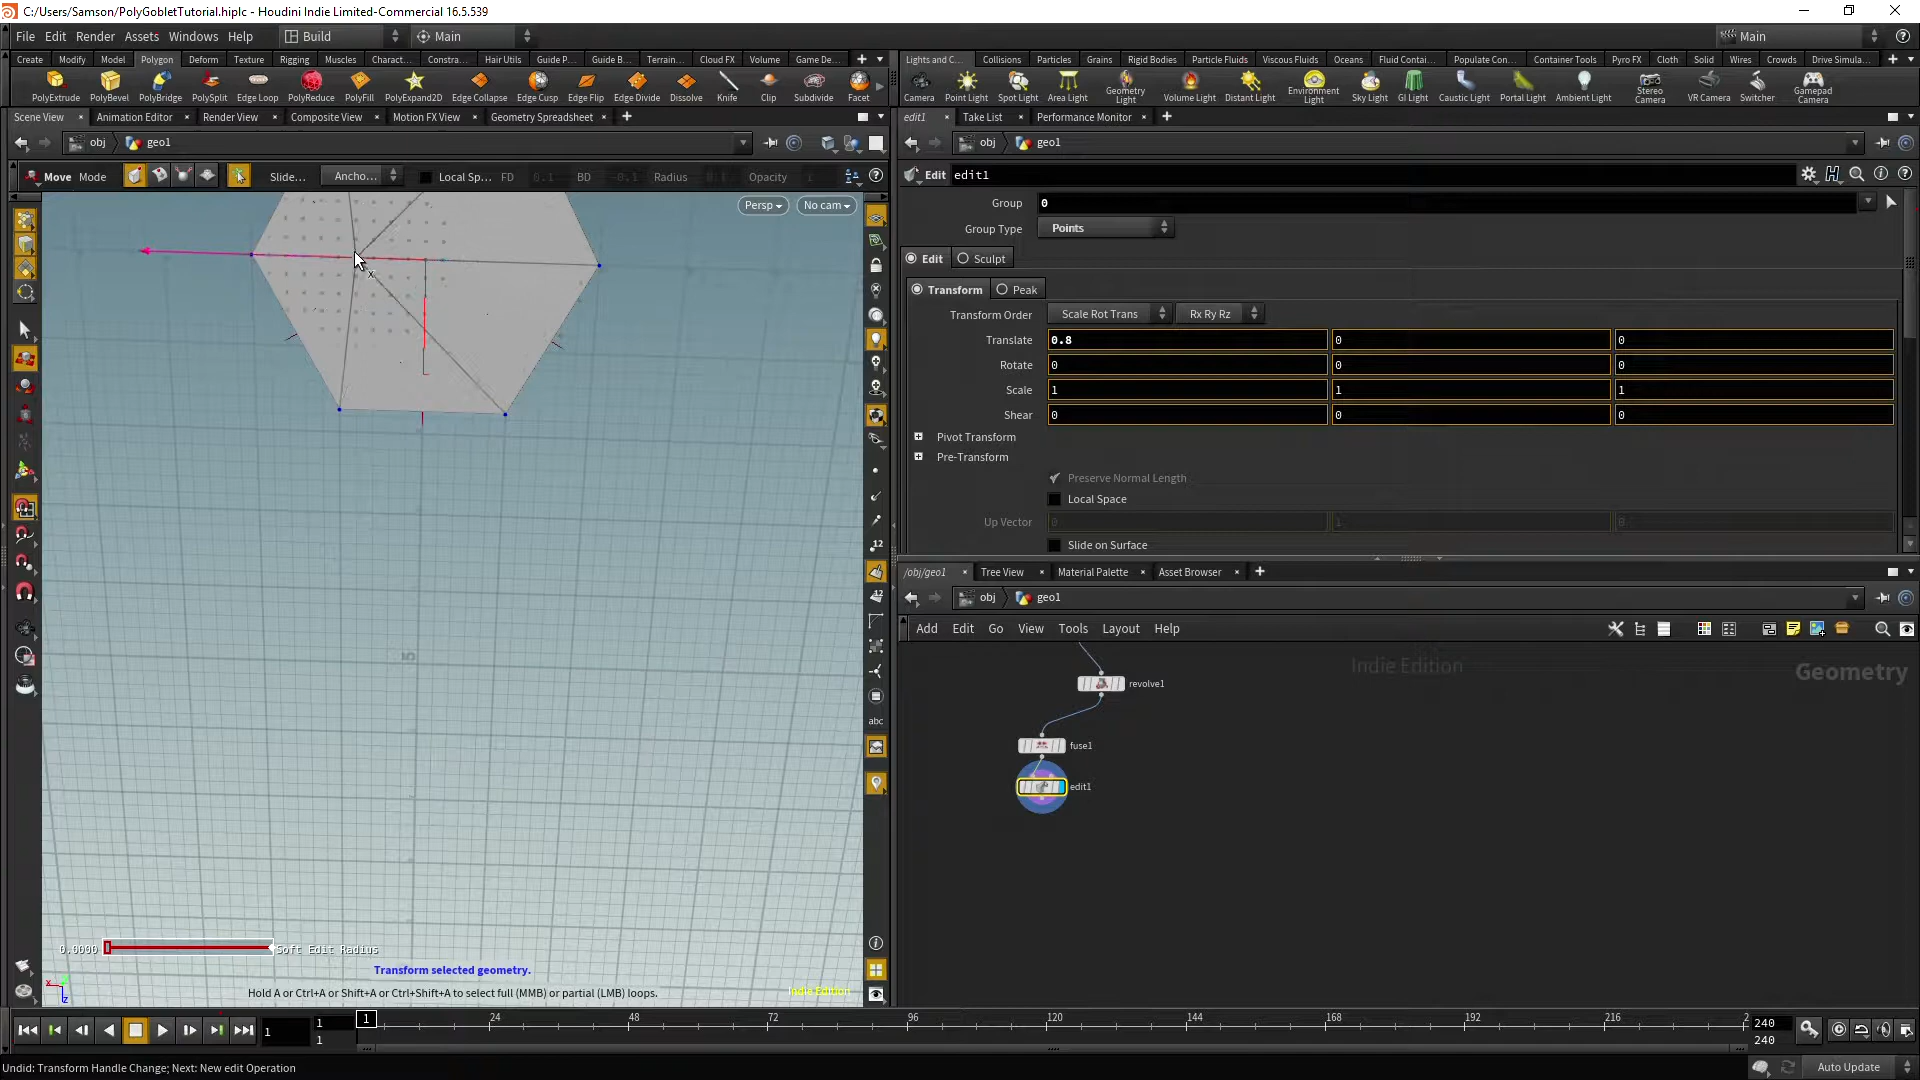 C:/Users/Samson/PolyGobletTutorial.hiplc - Houdini Indie Limited-Commercial 16.5.539
File Edit Render Assets Windows Help Build Main Main
Create Modify Model Polygon Deform Texture Rigging Muscles Charact... Constra... Hair Utils Guide P... Guide B... Terrain... Cloud FX Volume Game De...
PolyExtrude PolyBevel PolyBridge PolySplit Edge Loop PolyReduce PolyFill PolyExpand2D Edge Collapse Edge Cusp Edge Flip Edge Divide Dissolve Knife Clip Subdivide Facet
Lights and C... Collisions Particles Grains Rigid Bodies Particle Fluids Viscous Fluids Oceans Fluid Contai... Populate Con... Container Tools Pyro FX Cloth Solid Wires Crowds Drive Simula...
Camera Point Light Spot Light Area Light Geometry Light Volume Light Distant Light Environment Light Sky Light GI Light Caustic Light Portal Light Ambient Light Stereo Camera VR Camera Switcher Gamepad Camera
Scene View Animation Editor Render View Composite View Motion FX View Geometry Spreadsheet
obj geo1
Move Mode Slide... Ancho... Local Sp... FD 0.1 BD -0.1 Radius Opacity
Persp No cam
x
5
12
12
abc
0.0000 Soft Edit Radius
Transform selected geometry.
Hold A or Ctrl+A or Shift+A or Ctrl+Shift+A to select full (MMB) or partial (LMB) loops.
Indie Edition
x
z
edit1 Take List Performance Monitor
obj geo1
Edit edit1
Group 0
Group Type Points
Edit Sculpt
Transform Peak
Transform Order Scale Rot Trans Rx Ry Rz
Translate 0.8 0 0
Rotate 0 0 0
Scale 1 1 1
Shear 0 0 0
Pivot Transform
Pre-Transform
Preserve Normal Length
Local Space
Up Vector 0 1 0
Slide on Surface
/obj/geo1 Tree View Material Palette Asset Browser
obj geo1
Add Edit Go View Tools Layout Help
Indie Edition
Geometry
revolve1
fuse1
edit1
1 1 1
1 24 48 72 96 120 144 168 192 216 2
240
240
Undid: Transform Handle Change; Next: New edit Operation
Auto Update